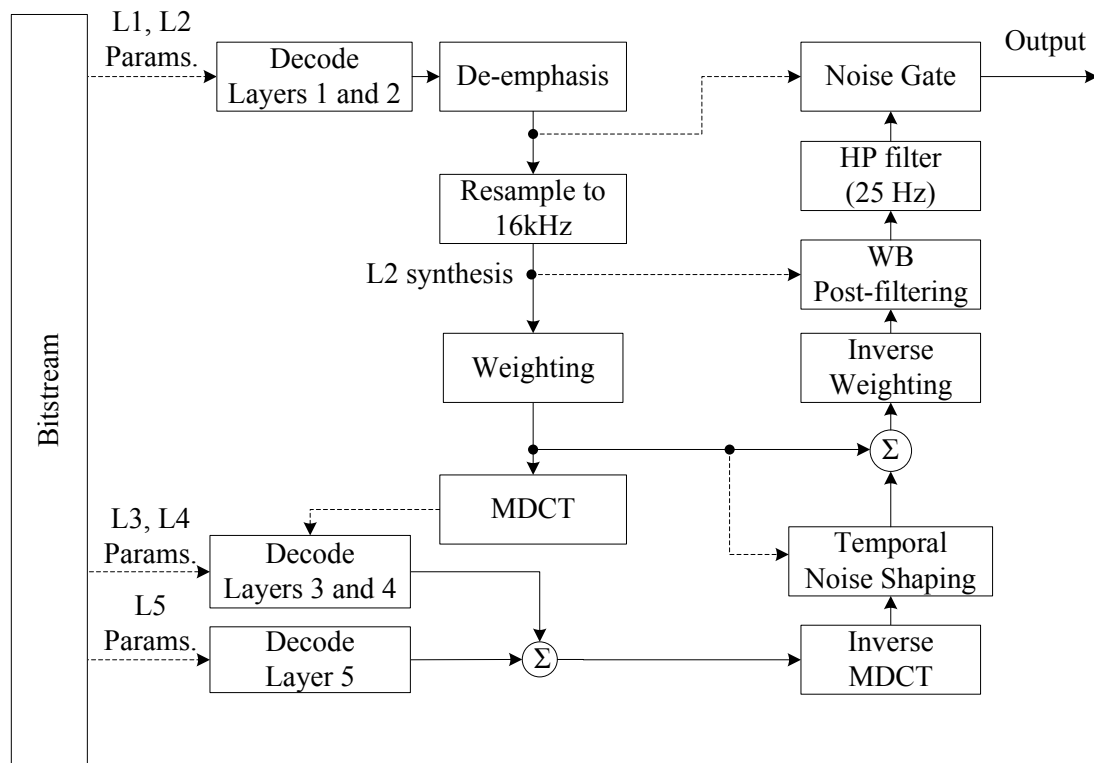 Bitstream
L1, L2
Params.
Decode
Layers 1 and 2
De-emphasis
Noise Gate
Output
HP filter
(25 Hz)
Resample to
16kHz
L2 synthesis
WB
Post-filtering
Weighting
Inverse
Weighting
Σ
MDCT
L3, L4
Params.
Decode
Layers 3 and 4
Temporal
Noise Shaping
L5
Params.
Decode
Layer 5
Σ
Inverse
MDCT